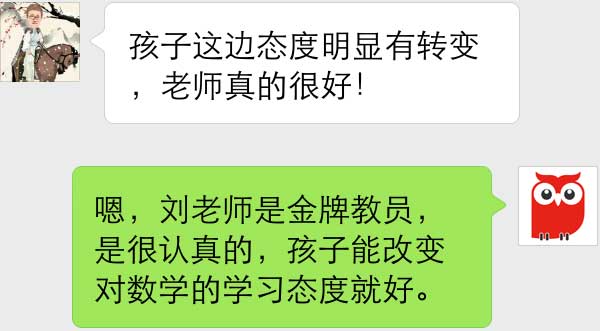 孩子这边态度明显有转变
，老师真的很好！
嗯，刘老师是金牌教员，
是很认真的，孩子能改变
对数学的学习态度就好。